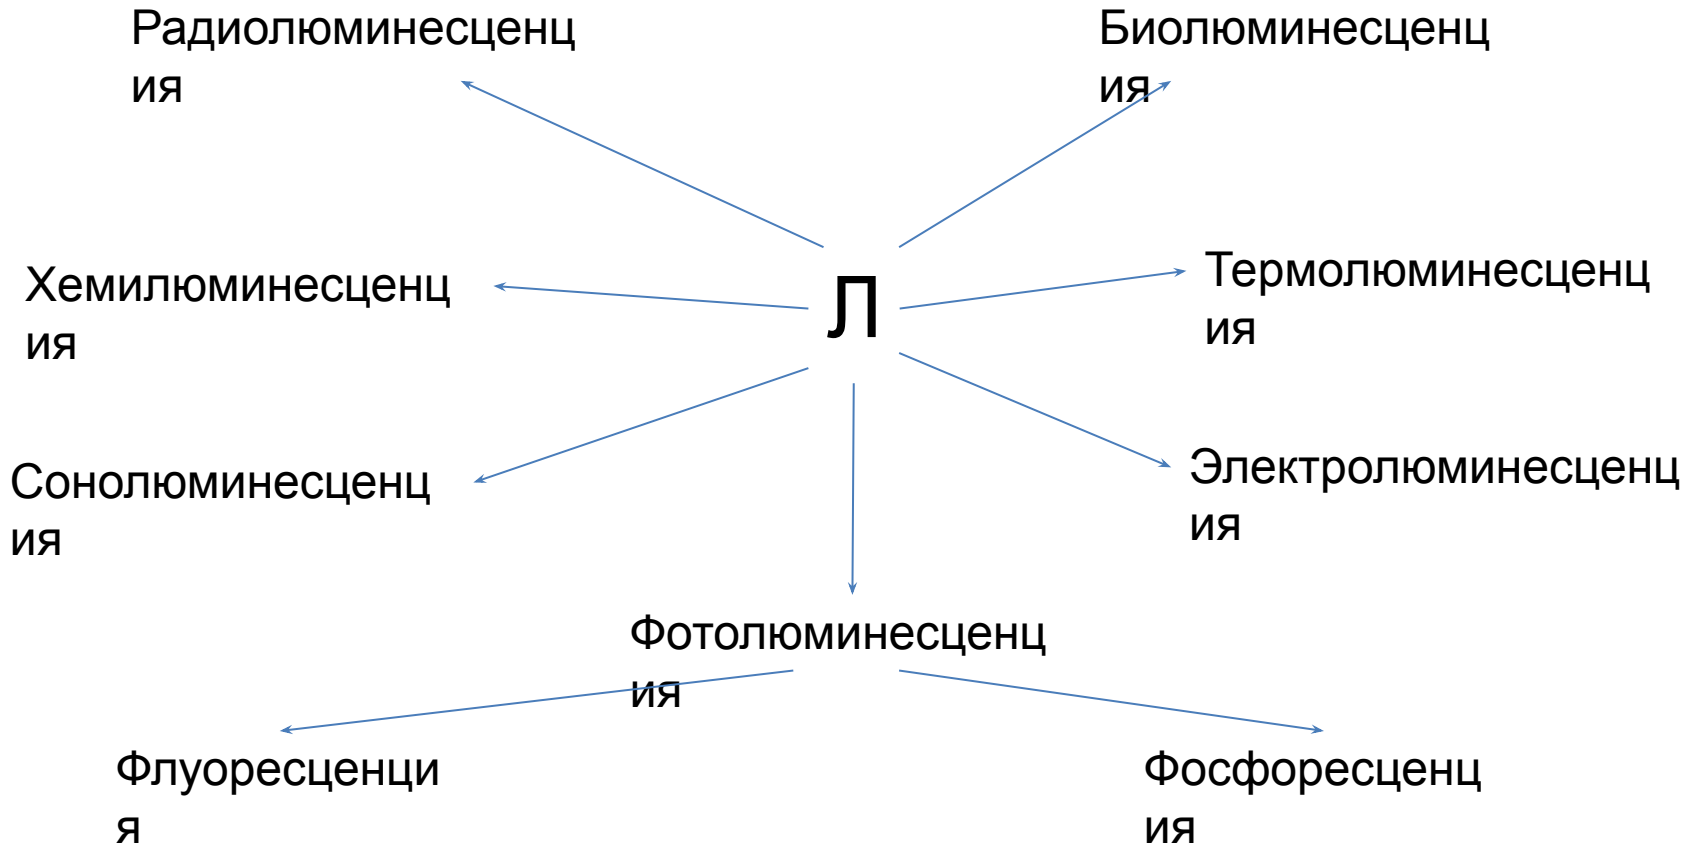 Радиолюминесценц
ия
Биолюминесценц
ия
Хемилюминесценц
ия
Л
Термолюминесценц
ия
Сонолюминесценц
ия
Электролюминесценц
ия
Фотолюминесценц
ия
Флуоресценци
я
Фосфоресценц
ия